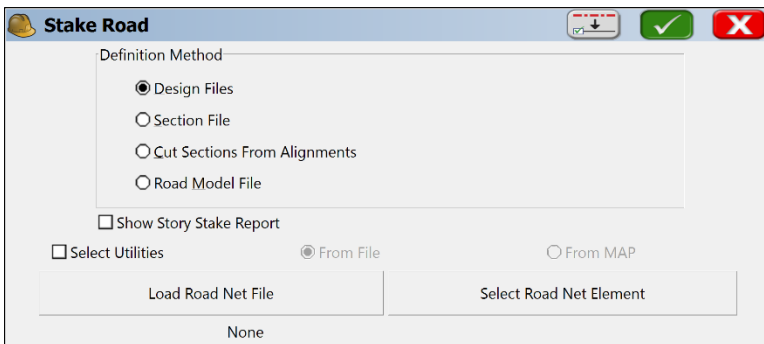 Stake Road
Definition Method
Design Files
Section File
Cut Sections From Alignments
Road Model File
Show Story Stake Report
Select Utilities From File From MAP
Load Road Net File Select Road Net Element
None